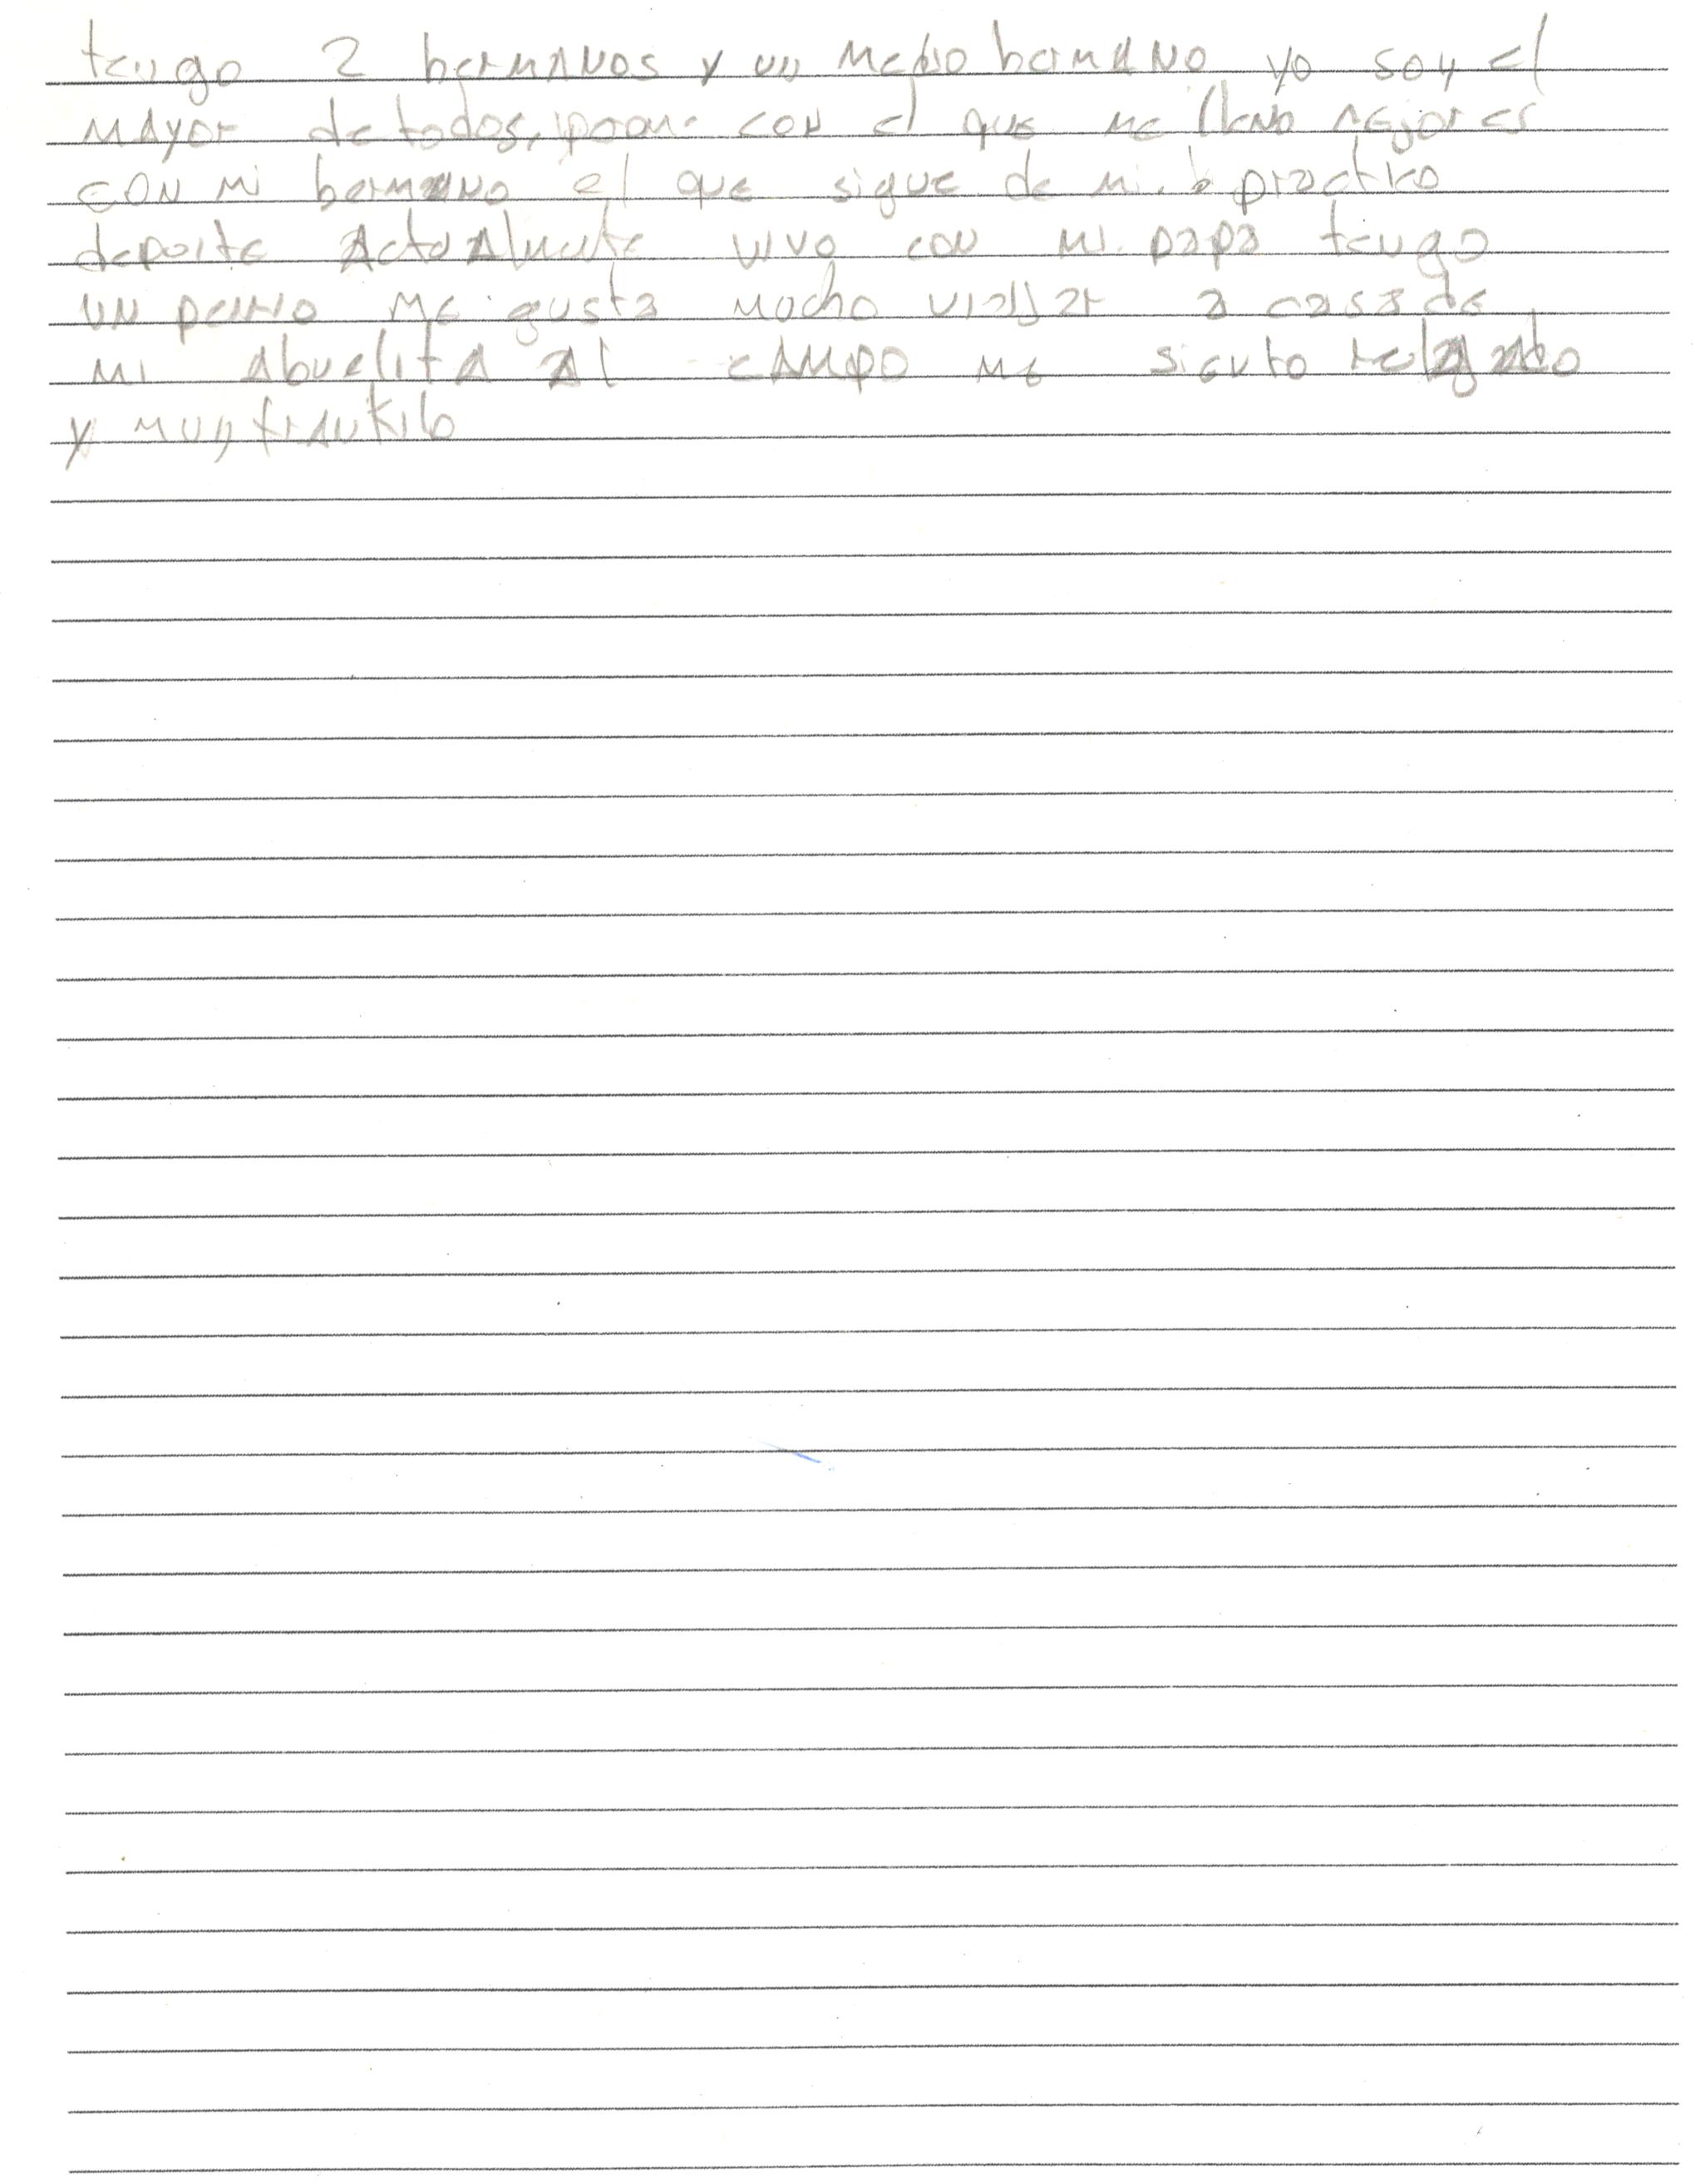 tengo 2 hermanos y un medio hermano yo soy el
mayor de todos, con el que me llevo mejor es
con mi hermano el que sigue de mi. practico
deporte actualmente vivo con mi papa tengo
un perro me gusta mucho viajar a casa de
mi abuelita al campo me siento relajado
y muy trankilo